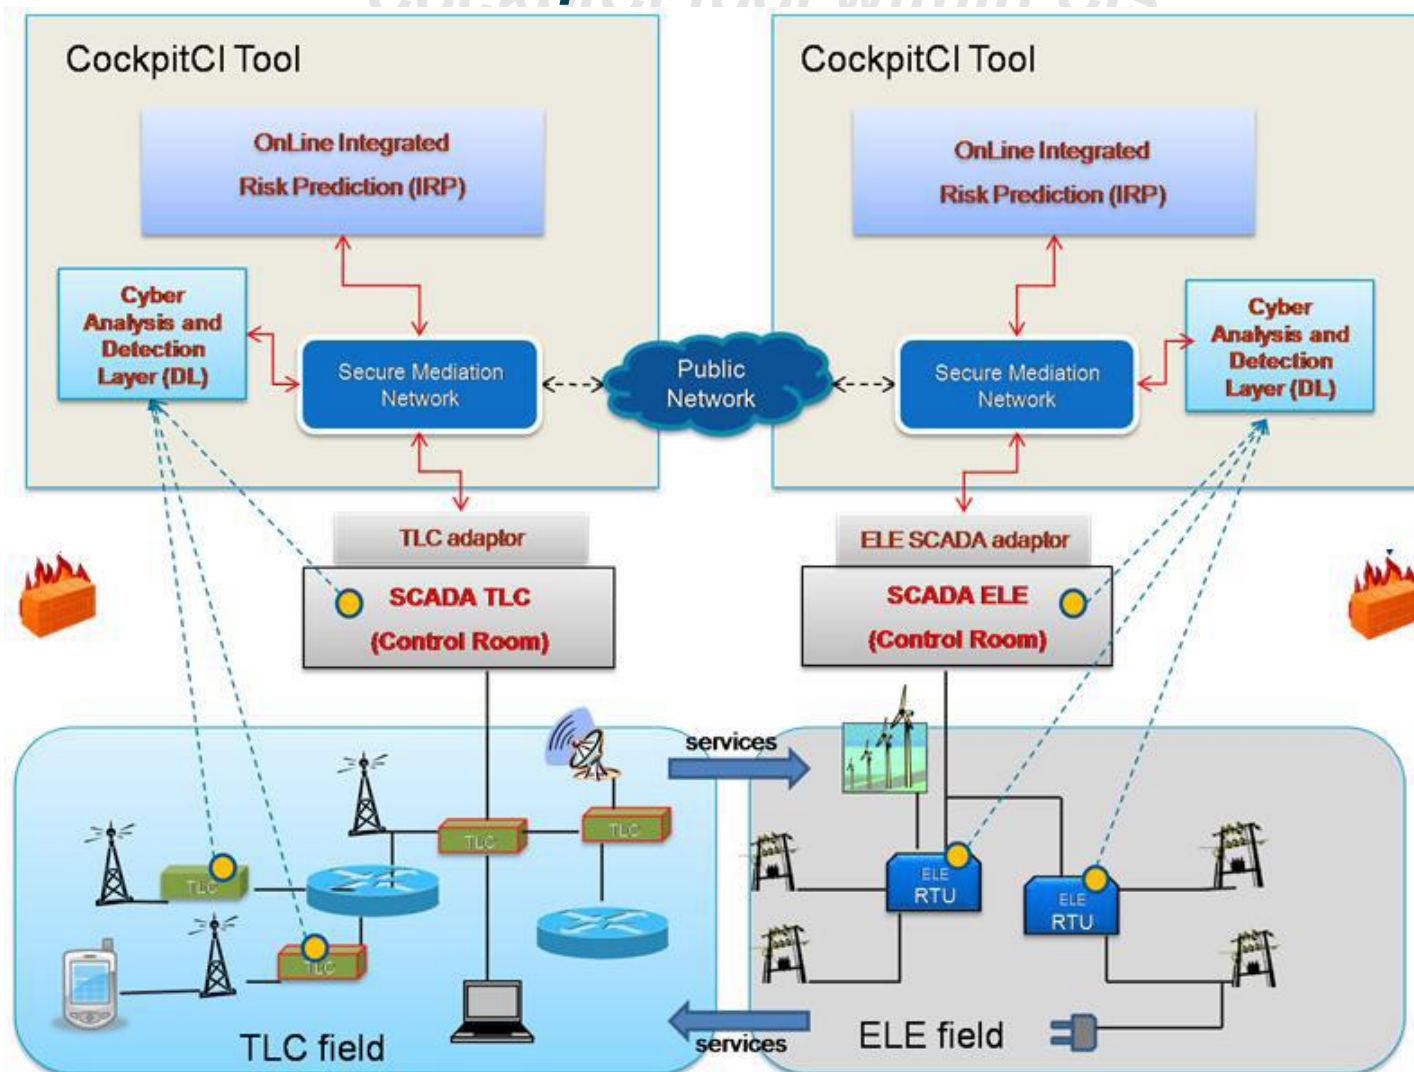 CockpitCI Tool
OnLine Integrated
Risk Prediction (IRP)
Cyber
Analysis and
Detection
Layer (DL)
Secure Mediation
Network
TLC adaptor
SCADA TLC
(Control Room)
Public
Network
CockpitCI Tool
OnLine Integrated
Risk Prediction (IRP)
Secure Mediation
Network
Cyber
Analysis and
Detection
Layer (DL)
ELE SCADA adaptor
SCADA ELE
(Control Room)
services
TLC
TLC
TLC
TLC
TLC field
ELE
RTU
ELE
RTU
services
ELE field